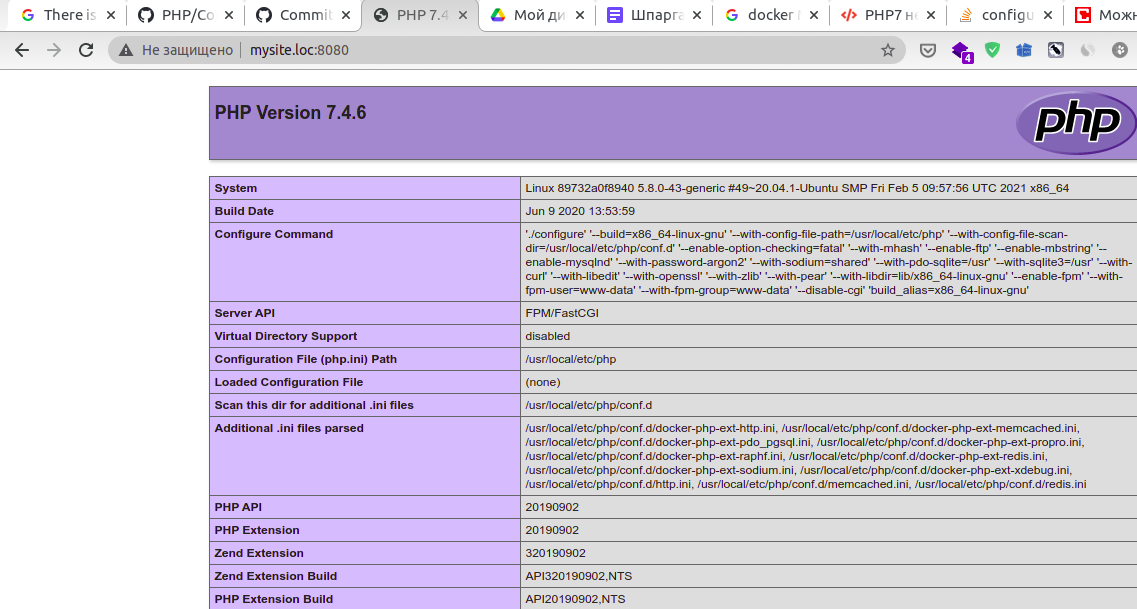 There is
PHP/Co
Commit
PHP 7.4
Мой ди
Шпарга
docker
PHP7 не
configu
Можн
Не защищено
mysite.loc:8080
4
PHP Version 7.4.6
php
System Linux 89732a0f8940 5.8.0-43-generic #49~20.04.1-Ubuntu SMP Fri Feb 5 09:57:56 UTC 2021 x86_64
Build Date Jun 9 2020 13:53:59
Configure Command './configure' '--build=x86_64-linux-gnu' '--with-config-file-path=/usr/local/etc/php' '--with-config-file-scan-
dir=/usr/local/etc/php/conf.d' '--enable-option-checking=fatal' '--with-mhash' '--enable-ftp' '--enable-mbstring' '--
enable-mysqlnd' '--with-password-argon2' '--with-sodium=shared' '--with-pdo-sqlite=/usr' '--with-sqlite3=/usr' '--with-
curl' '--with-libedit' '--with-openssl' '--with-zlib' '--with-pear' '--with-libdir=lib/x86_64-linux-gnu' '--enable-fpm' '--with-
fpm-user=www-data' '--with-fpm-group=www-data' '--disable-cgi' 'build_alias=x86_64-linux-gnu'
Server API FPM/FastCGI
Virtual Directory Support disabled
Configuration File (php.ini) Path /usr/local/etc/php
Loaded Configuration File (none)
Scan this dir for additional .ini files /usr/local/etc/php/conf.d
Additional .ini files parsed /usr/local/etc/php/conf.d/docker-php-ext-http.ini, /usr/local/etc/php/conf.d/docker-php-ext-memcached.ini,
/usr/local/etc/php/conf.d/docker-php-ext-pdo_pgsql.ini, /usr/local/etc/php/conf.d/docker-php-ext-propro.ini,
/usr/local/etc/php/conf.d/docker-php-ext-raphf.ini, /usr/local/etc/php/conf.d/docker-php-ext-redis.ini,
/usr/local/etc/php/conf.d/docker-php-ext-sodium.ini, /usr/local/etc/php/conf.d/docker-php-ext-xdebug.ini,
/usr/local/etc/php/conf.d/http.ini, /usr/local/etc/php/conf.d/memcached.ini, /usr/local/etc/php/conf.d/redis.ini
PHP API 20190902
PHP Extension 20190902
Zend Extension 320190902
Zend Extension Build API320190902,NTS
PHP Extension Build API20190902,NTS